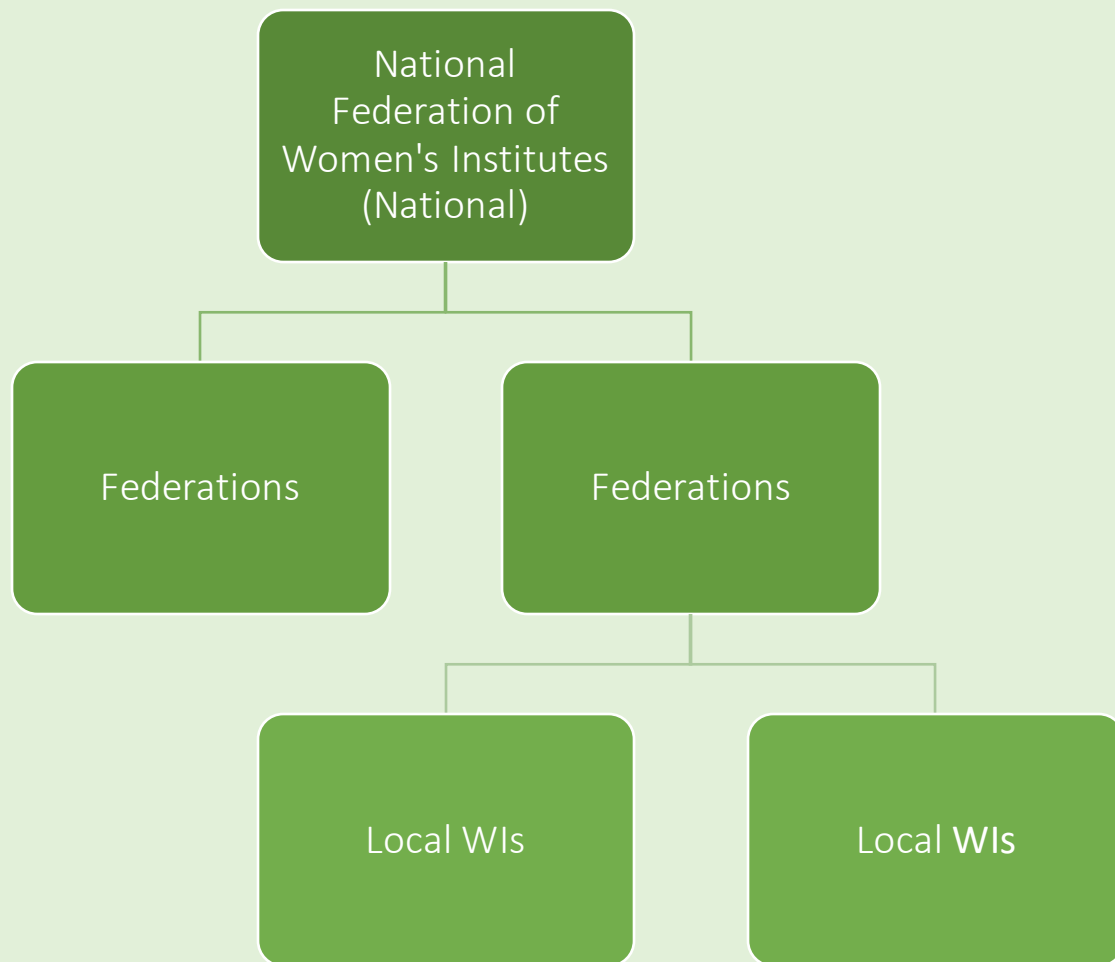 National
Federation of
Women's Institutes
(National)
Federations
Federations
Local WIs
Local WIs